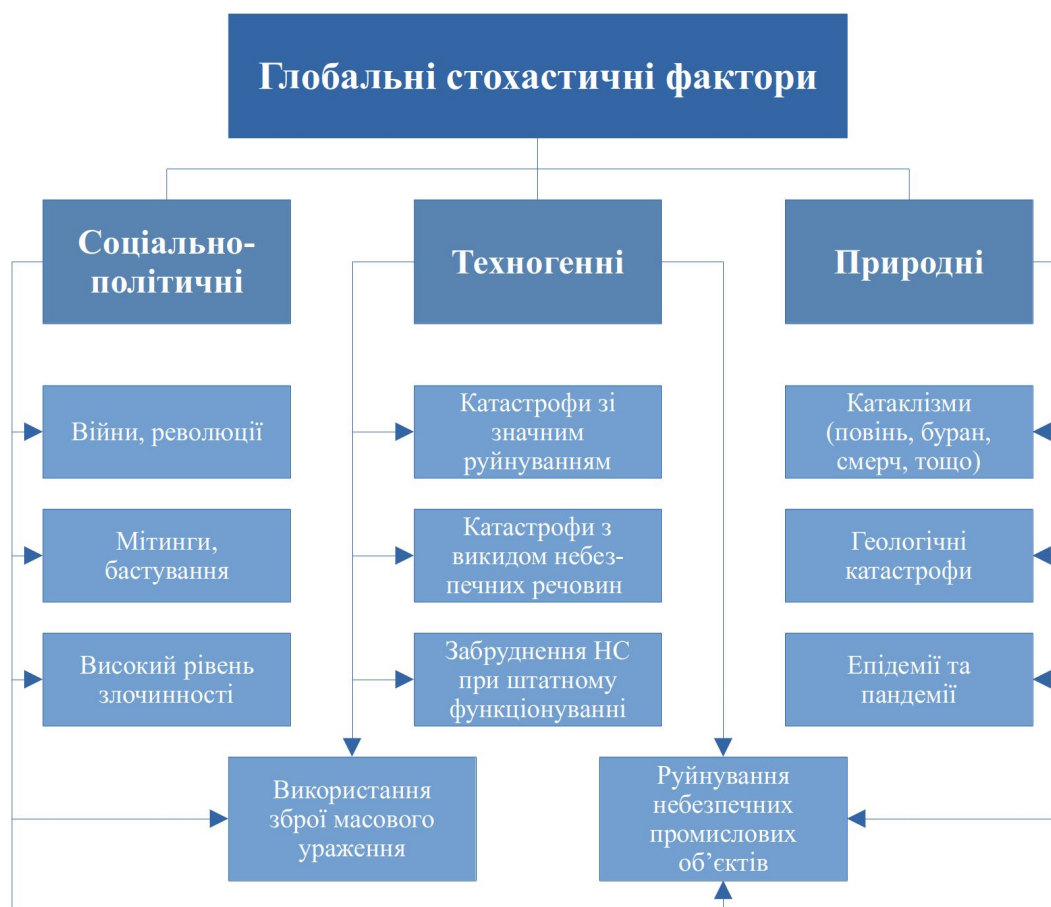 Глобальні стохастичні фактори
Соціально-
політичні
Техногенні
Природні
Війни, революції
Катастрофи зі
значним
руйнуванням
Катаклізми
(повінь, буран,
смерч, тощо)
Мітинги,
бастування
Катастрофи з
викидом небез-
печних речовин
Геологічні
катастрофи
Високий рівень
злочинності
Забруднення НС
при штатному
функціонуванні
Епідемії та
пандемії
Використання
зброї масового
ураження
Руйнування
небезпечних
промислових
об’єктів